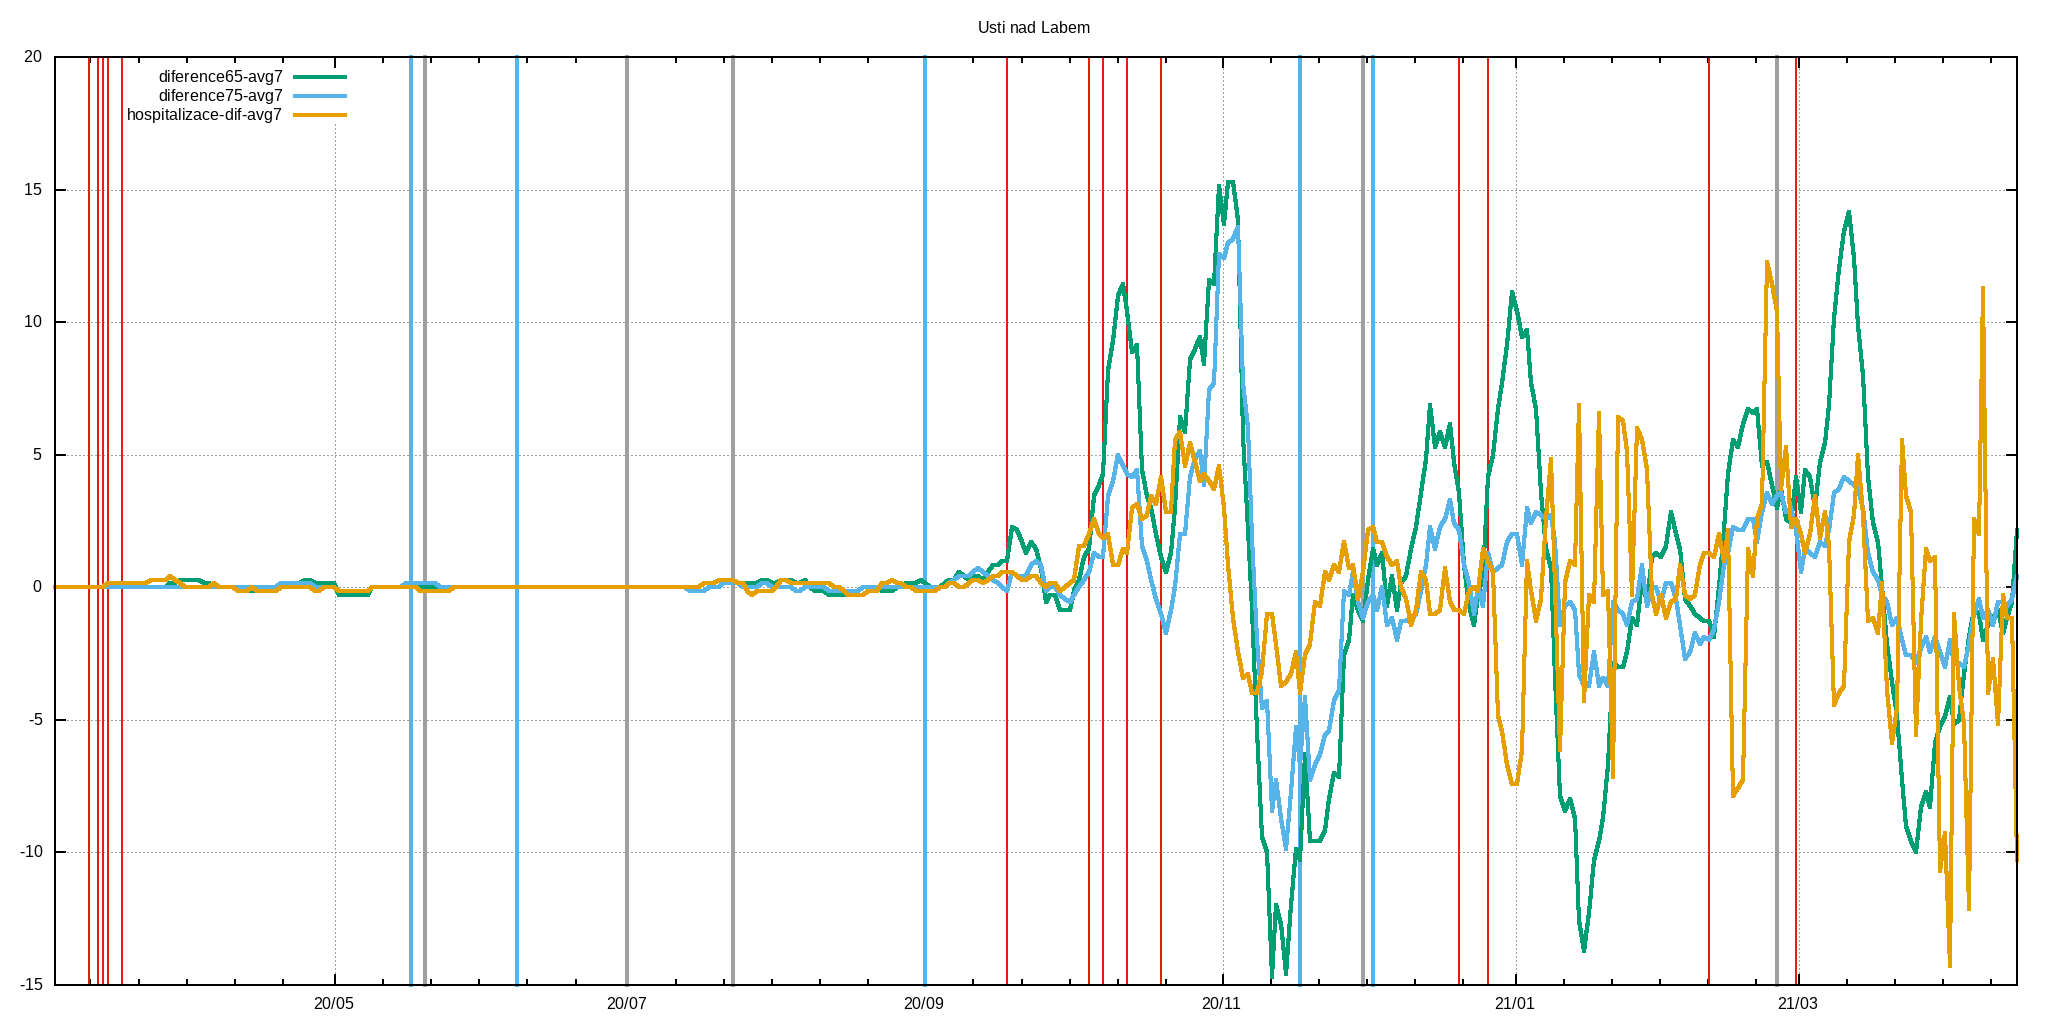 Usti nad Labem
20
15
10
5
0
-5
-10
-15
diference65-avg7
diference75-avg7
hospitalizace-dif-avg7
20/05 20/07 20/09 20/11 21/01 21/03